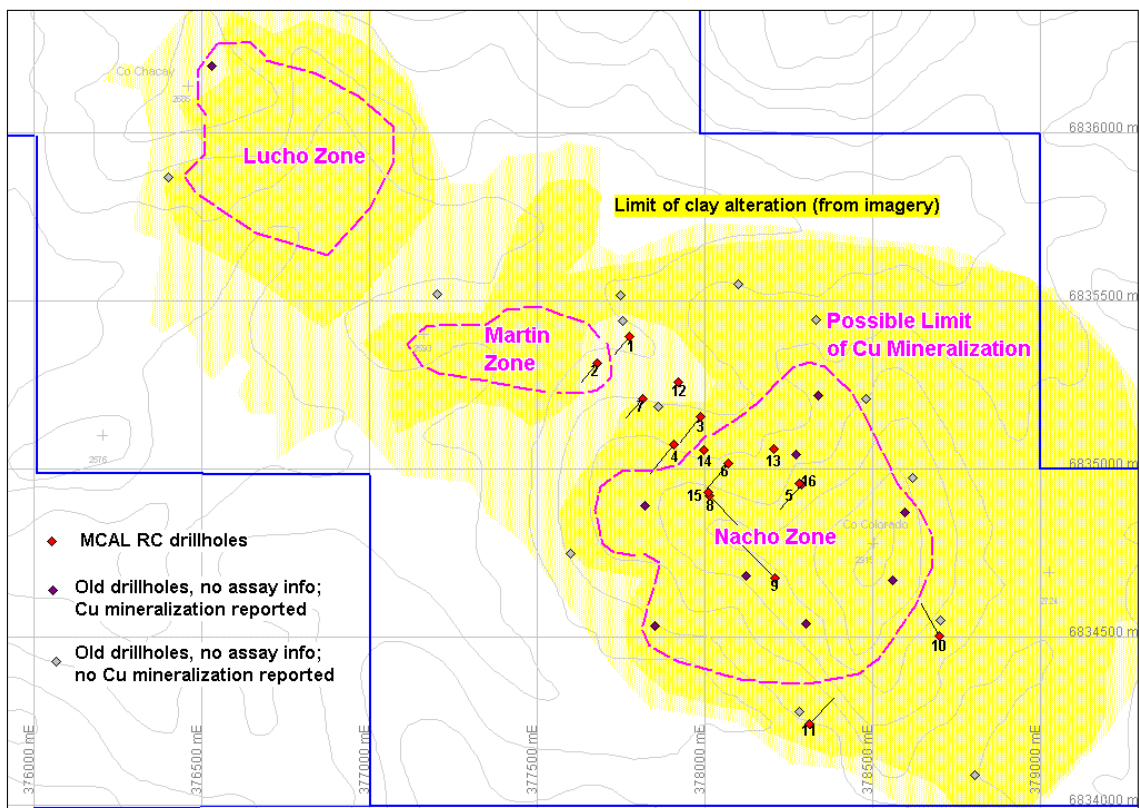 Co Chacay
2686
6836000 m
Lucho Zone
Limit of clay alteration (from imagery)
6835500 m
Possible Limit
of Cu Mineralization
Martin
Zone
2593
1
2
12
7
3
4
14
6
13
16
5
15
8
6835000 m
2676
Co Colorado
2915
Nacho Zone
MCAL RC drillholes
9
2724
Old drillholes, no assay info;
Cu mineralization reported
6834500 m
10
Old drillholes, no assay info;
no Cu mineralization reported
11
376000 mE
376500 mE
377000 mE
377500 mE
378000 mE
378500 mE
379000 mE
6834000 m